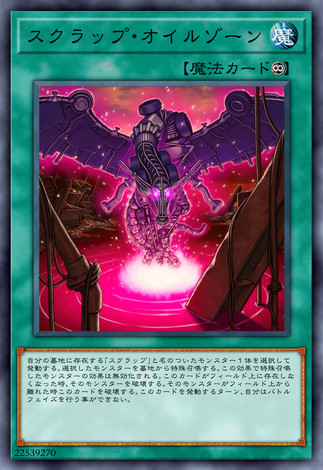 スクラップ・オイルゾーン
魔
【魔法カード♾】
自分の墓地に存在する「スクラップ」と名のついたモンスター１体を選択して
発動する。選択したモンスターを墓地から特殊召喚する。この効果で特殊召喚
したモンスターの効果は無効化される。このカードがフィールド上に存在し
なくなった時、そのモンスターを破壊する。そのモンスターがフィールド上から
離れた時このカードを破壊する。このカードを発動するターン、自分はバトル
フェイズを行う事ができない。
22539270